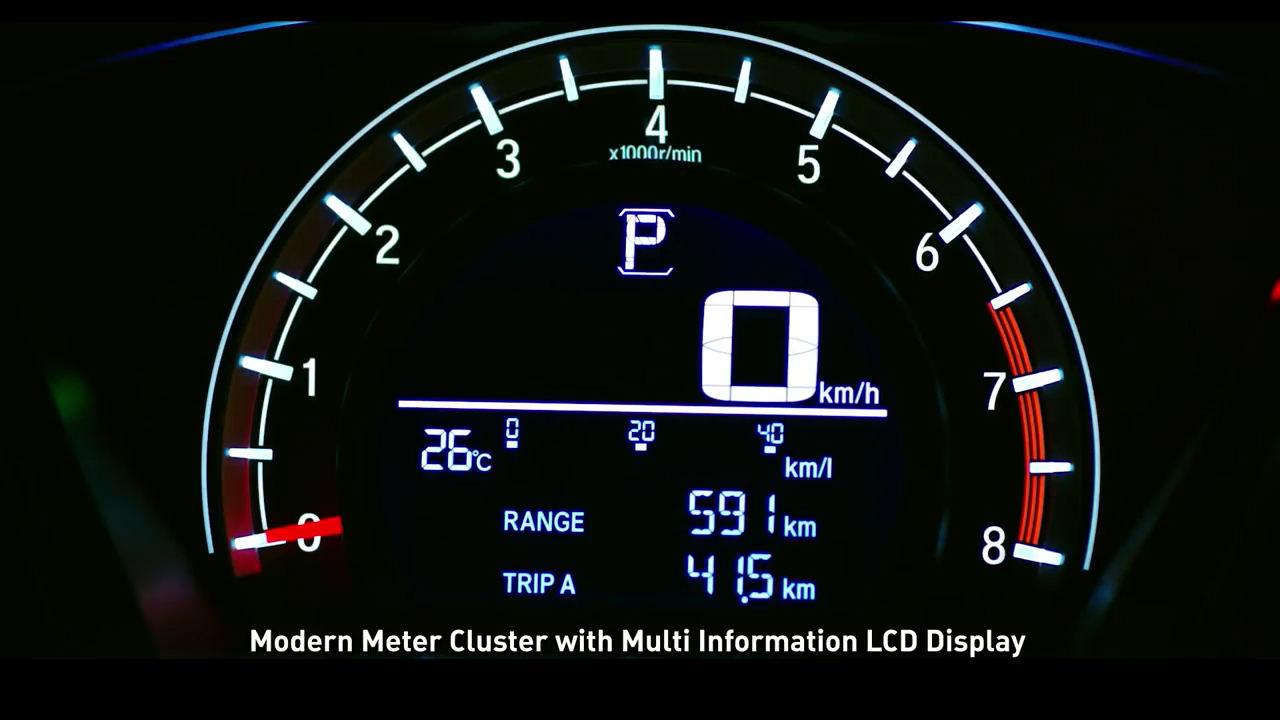 4
3
5
x1000r/min
2
P
6
0 km/h
1
7
26°C
0 20 40
km/l
RANGE 591 km
0
8
TRIP A 41.5 km
Modern Meter Cluster with Multi Information LCD Display